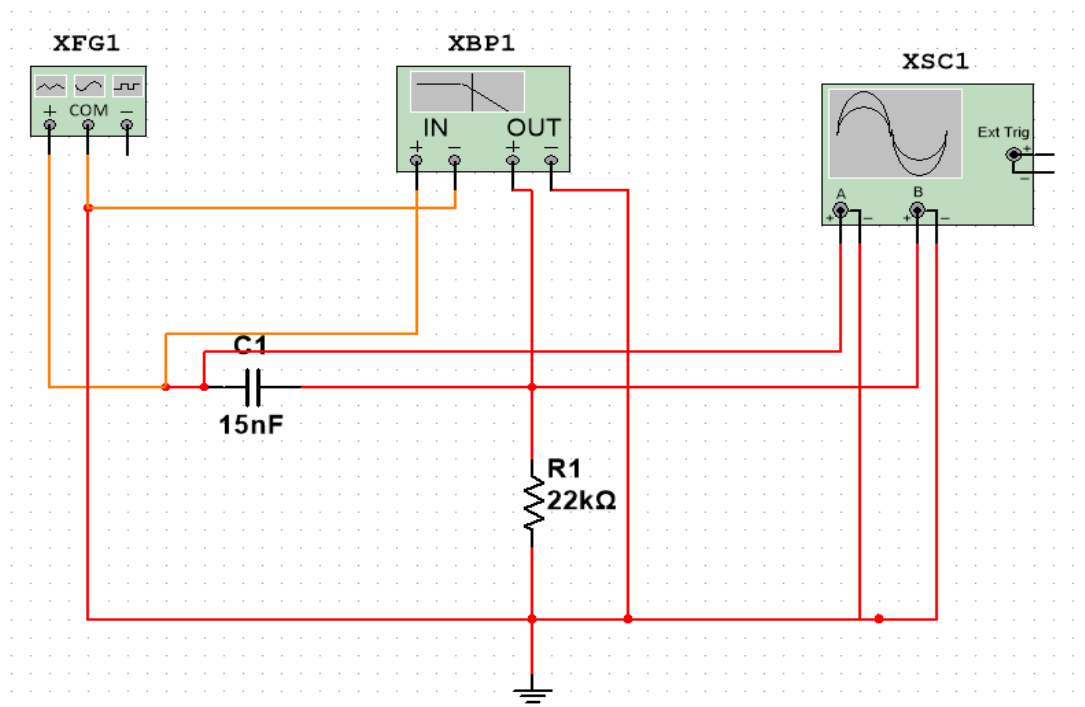 XFG1
COM
+
−
XBP1
IN
OUT
+
−
+
−
XSC1
Ext Trig
+
−
A
B
+
−
+
−
C1
15nF
R1
22kΩ